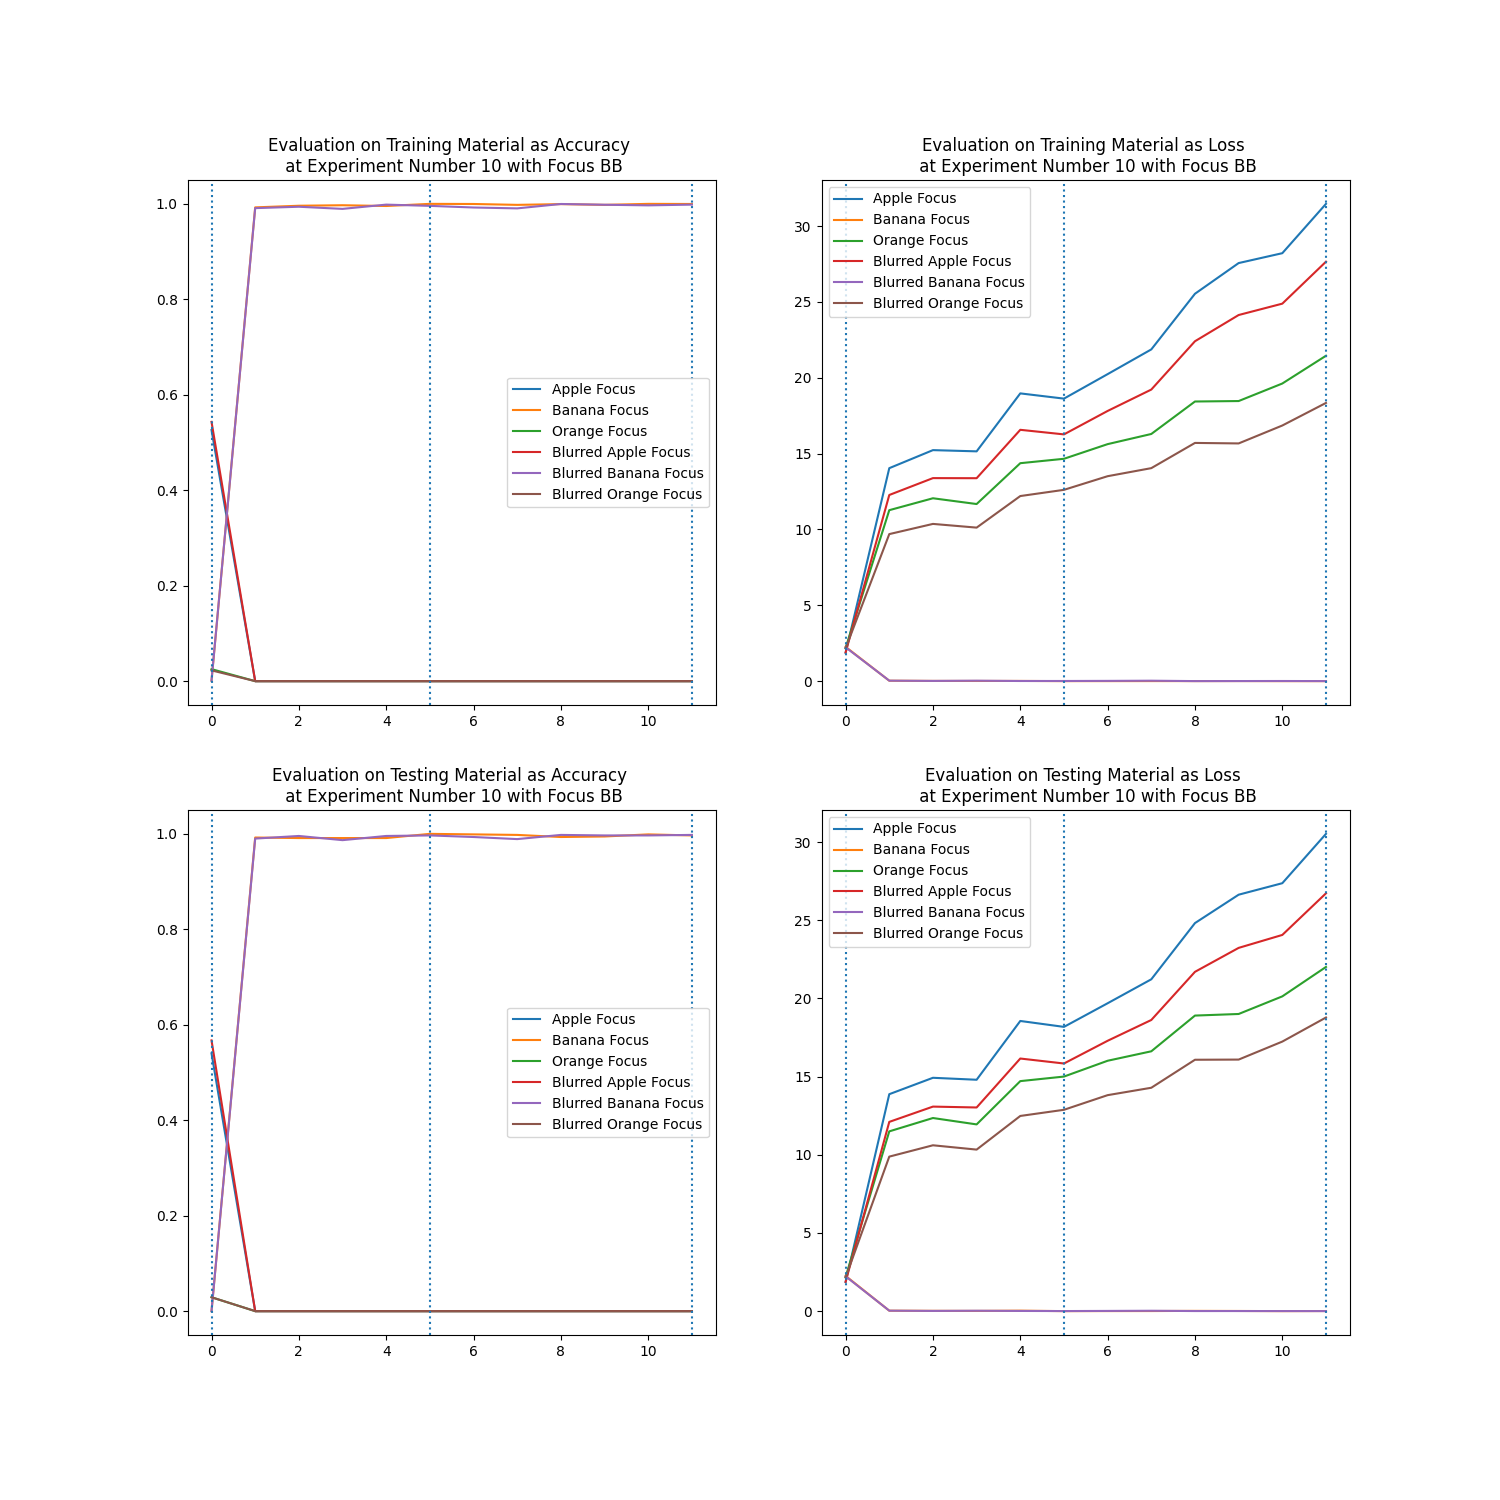 Evaluation on Training Material as Accuracy
at Experiment Number 10 with Focus BB
1.0
0.8
0.6
0.4
0.2
0.0
0 2 4 6 8 10
Apple Focus
Banana Focus
Orange Focus
Blurred Apple Focus
Blurred Banana Focus
Blurred Orange Focus
Evaluation on Training Material as Loss
at Experiment Number 10 with Focus BB
30
25
20
15
10
5
0
0 2 4 6 8 10
Apple Focus
Banana Focus
Orange Focus
Blurred Apple Focus
Blurred Banana Focus
Blurred Orange Focus
Evaluation on Testing Material as Accuracy
at Experiment Number 10 with Focus BB
1.0
0.8
0.6
0.4
0.2
0.0
0 2 4 6 8 10
Apple Focus
Banana Focus
Orange Focus
Blurred Apple Focus
Blurred Banana Focus
Blurred Orange Focus
Evaluation on Testing Material as Loss
at Experiment Number 10 with Focus BB
30
25
20
15
10
5
0
0 2 4 6 8 10
Apple Focus
Banana Focus
Orange Focus
Blurred Apple Focus
Blurred Banana Focus
Blurred Orange Focus